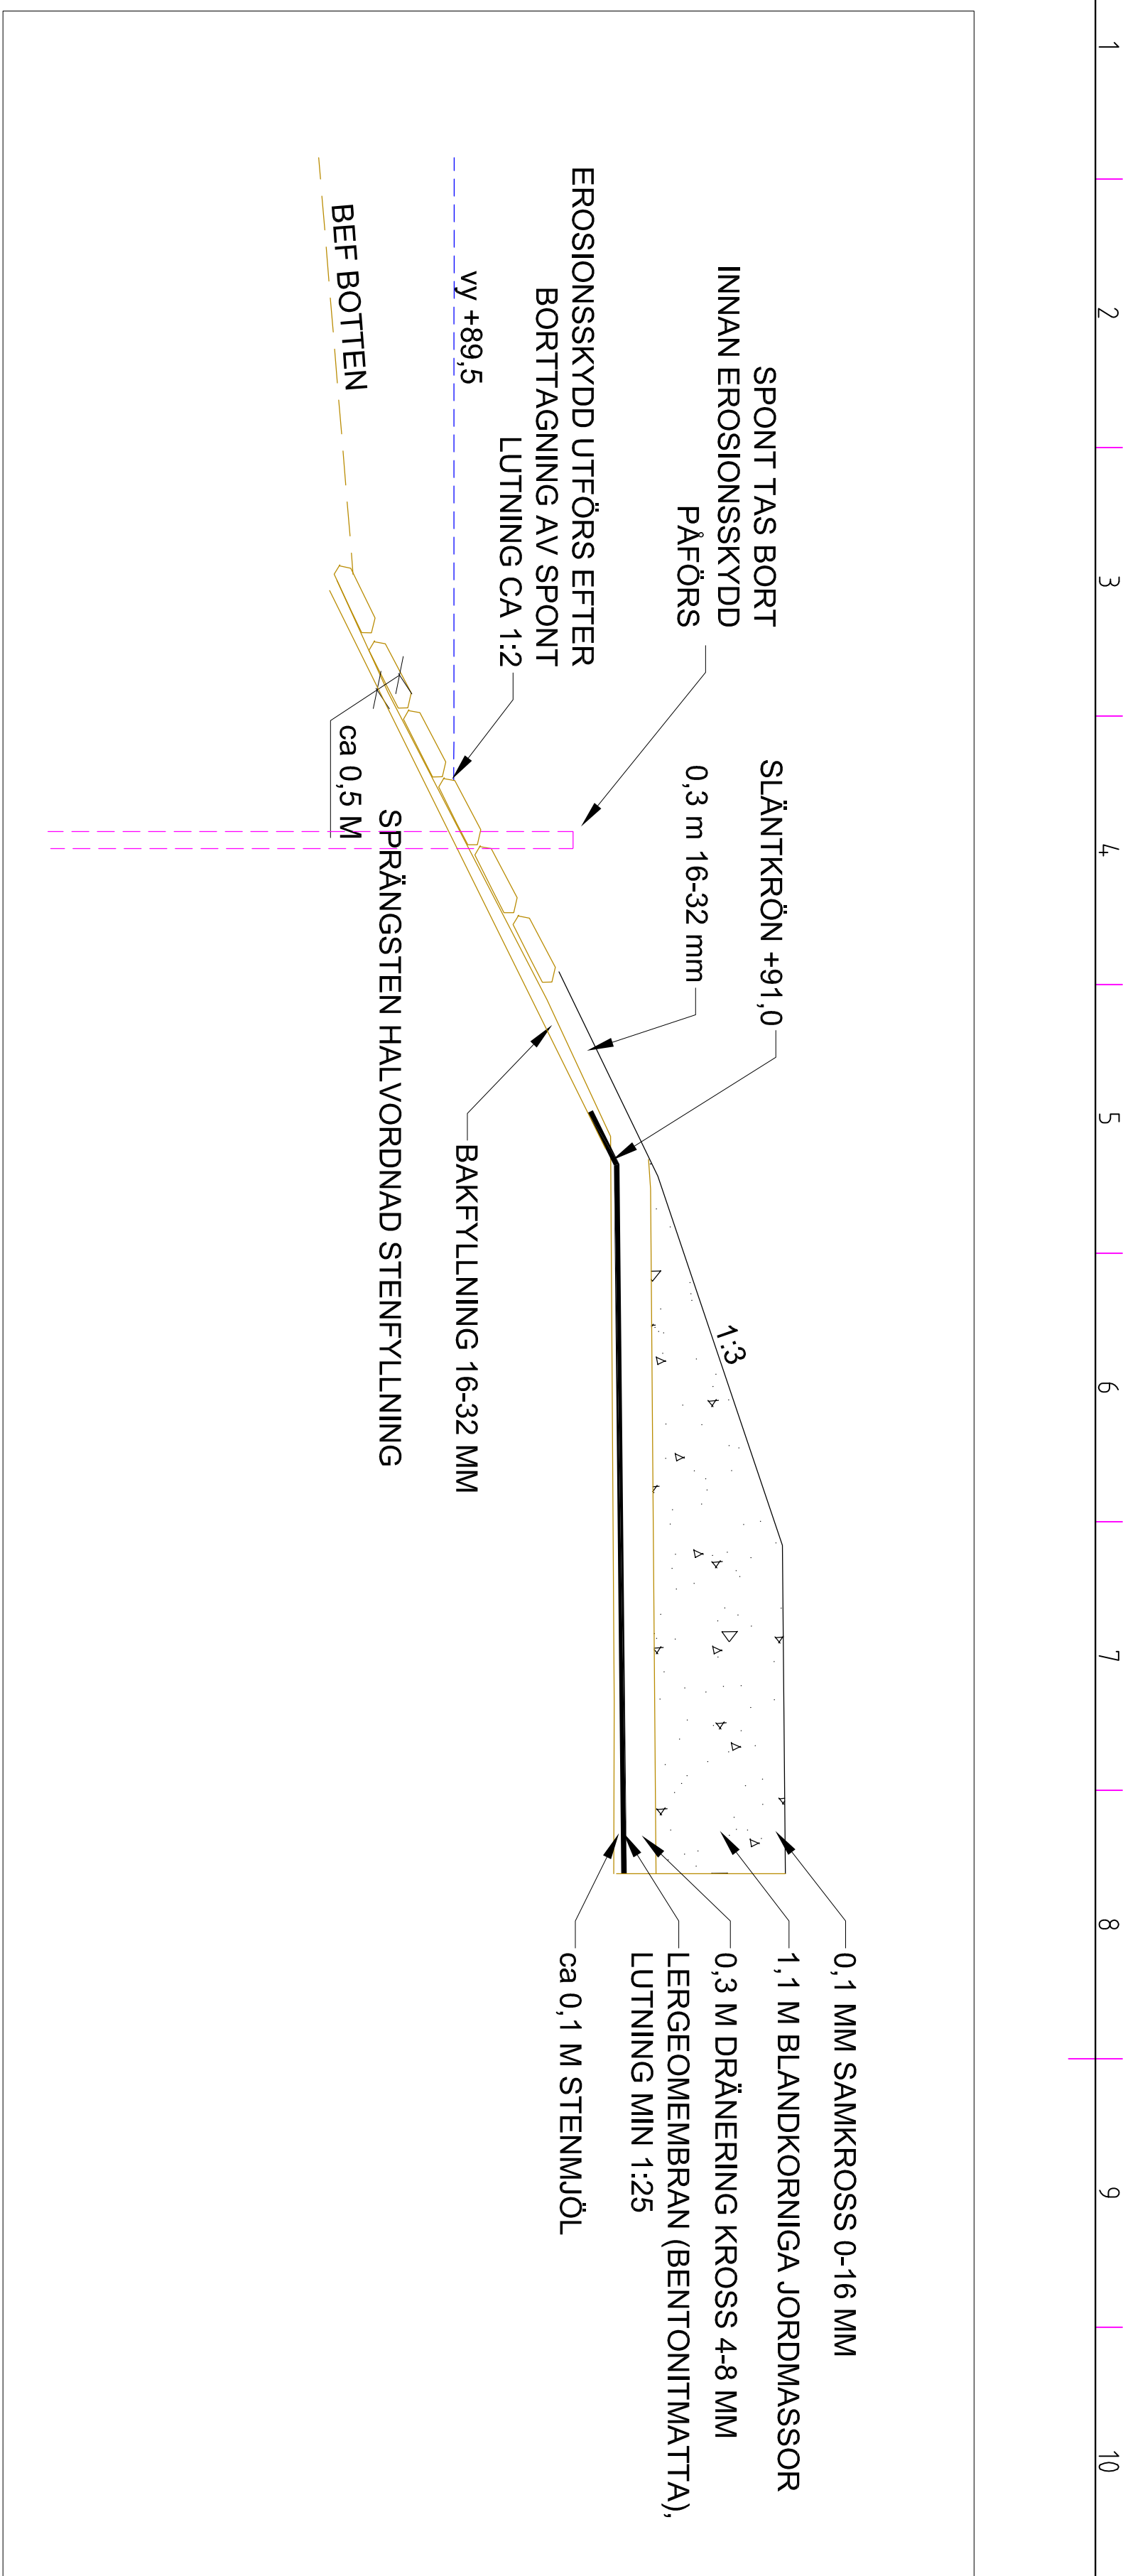 1
2
3
4
5
6
7
8
9
10
SPONT TAS BORT
INNAN EROSIONSSKYDD
PÅFÖRS
SLÄNTKRÖN +91,0
0,3 m 16-32 mm
EROSIONSSKYDD UTFÖRS EFTER
BORTTAGNING AV SPONT
LUTNING CA 1:2
vy +89,5
BEF BOTTEN
ca 0,5 M
SPRÄNGSTEN HALVORDNAD STENFYLLNING
BAKFYLLNING 16-32 MM
1:3
0,1 MM SAMKROSS 0-16 MM
1,1 M BLANDKORNIGA JORDMASSOR
0,3 M DRÄNERING KROSS 4-8 MM
LERGEOMEMBRAN (BENTONITMATTA),
LUTNING MIN 1:25
ca 0,1 M STENMJÖL